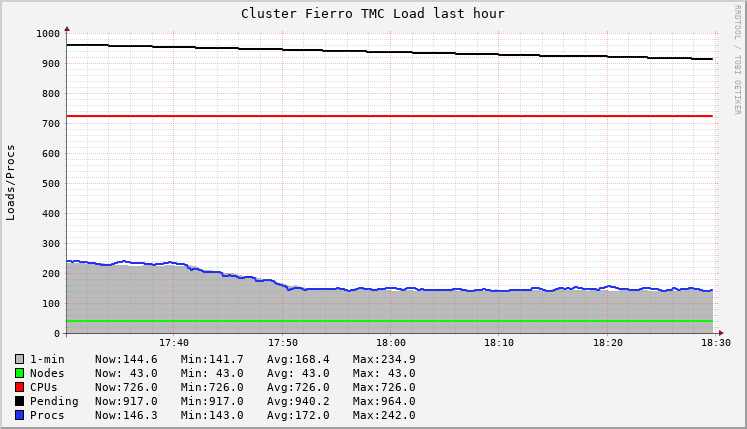 Cluster Fierro TMC Load last hour
RRDTOOL / TOBI OETIKER
Loads/Procs
1000
900
800
700
600
500
400
300
200
100
0
17:40 17:50 18:00 18:10 18:20 18:30
1-min Now:144.6 Min:141.7 Avg:168.4 Max:234.9
Nodes Now: 43.0 Min: 43.0 Avg: 43.0 Max: 43.0
CPUs Now:726.0 Min:726.0 Avg:726.0 Max:726.0
Pending Now:917.0 Min:917.0 Avg:940.2 Max:964.0
Procs Now:146.3 Min:143.0 Avg:172.0 Max:242.0